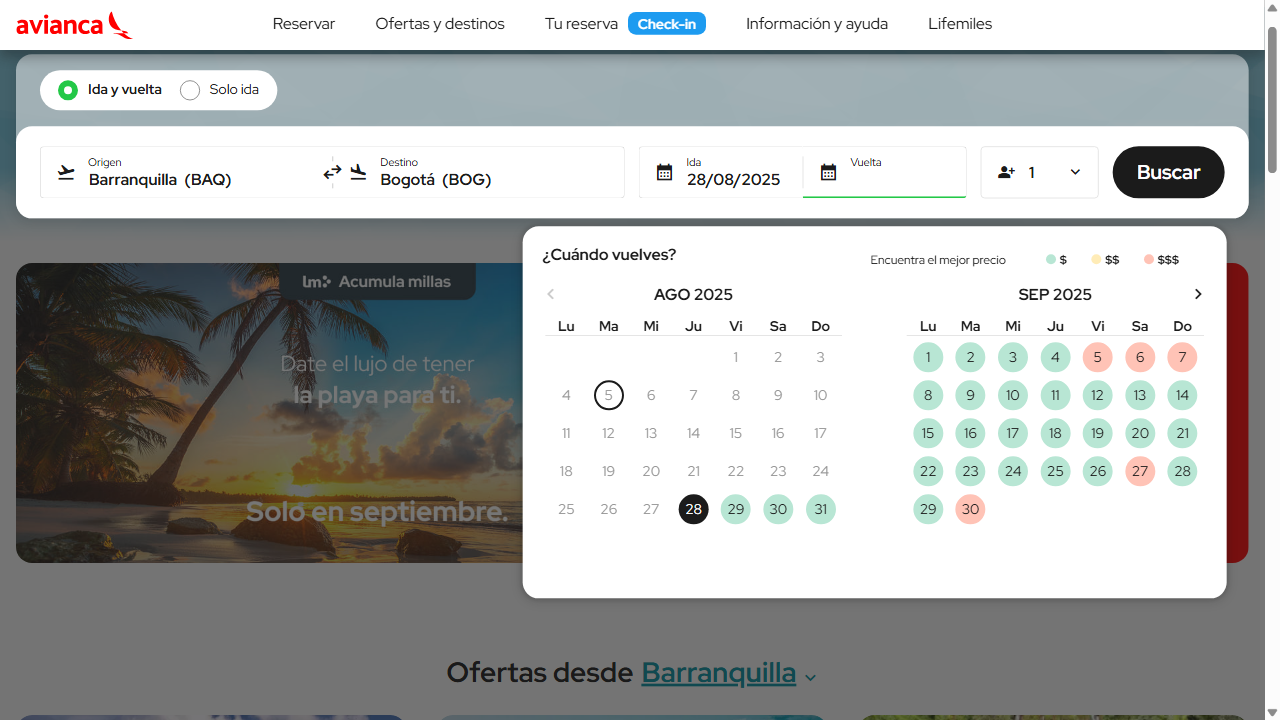 avianca
Reservar
Ofertas y destinos
Tu reserva
Check-in
Información y ayuda
Lifemiles
Ida y vuelta
Solo ida
Origen
Barranquilla (BAQ)
Destino
Bogotá (BOG)
Ida
28/08/2025
Vuelta
1
Buscar
¿Cuándo vuelves?
Encuentra el mejor precio
$
$$
$$$
AGO 2025
Lu Ma Mi Ju Vi Sa Do
1 2 3
4 5 6 7 8 9 10
11 12 13 14 15 16 17
18 19 20 21 22 23 24
25 26 27 28 29 30 31
SEP 2025
Lu Ma Mi Ju Vi Sa Do
1 2 3 4 5 6 7
8 9 10 11 12 13 14
15 16 17 18 19 20 21
22 23 24 25 26 27 28
29 30
lm Acumula millas
Date el lujo de tener
la playa para ti.
Solo en septiembre.
Ofertas desde Barranquilla